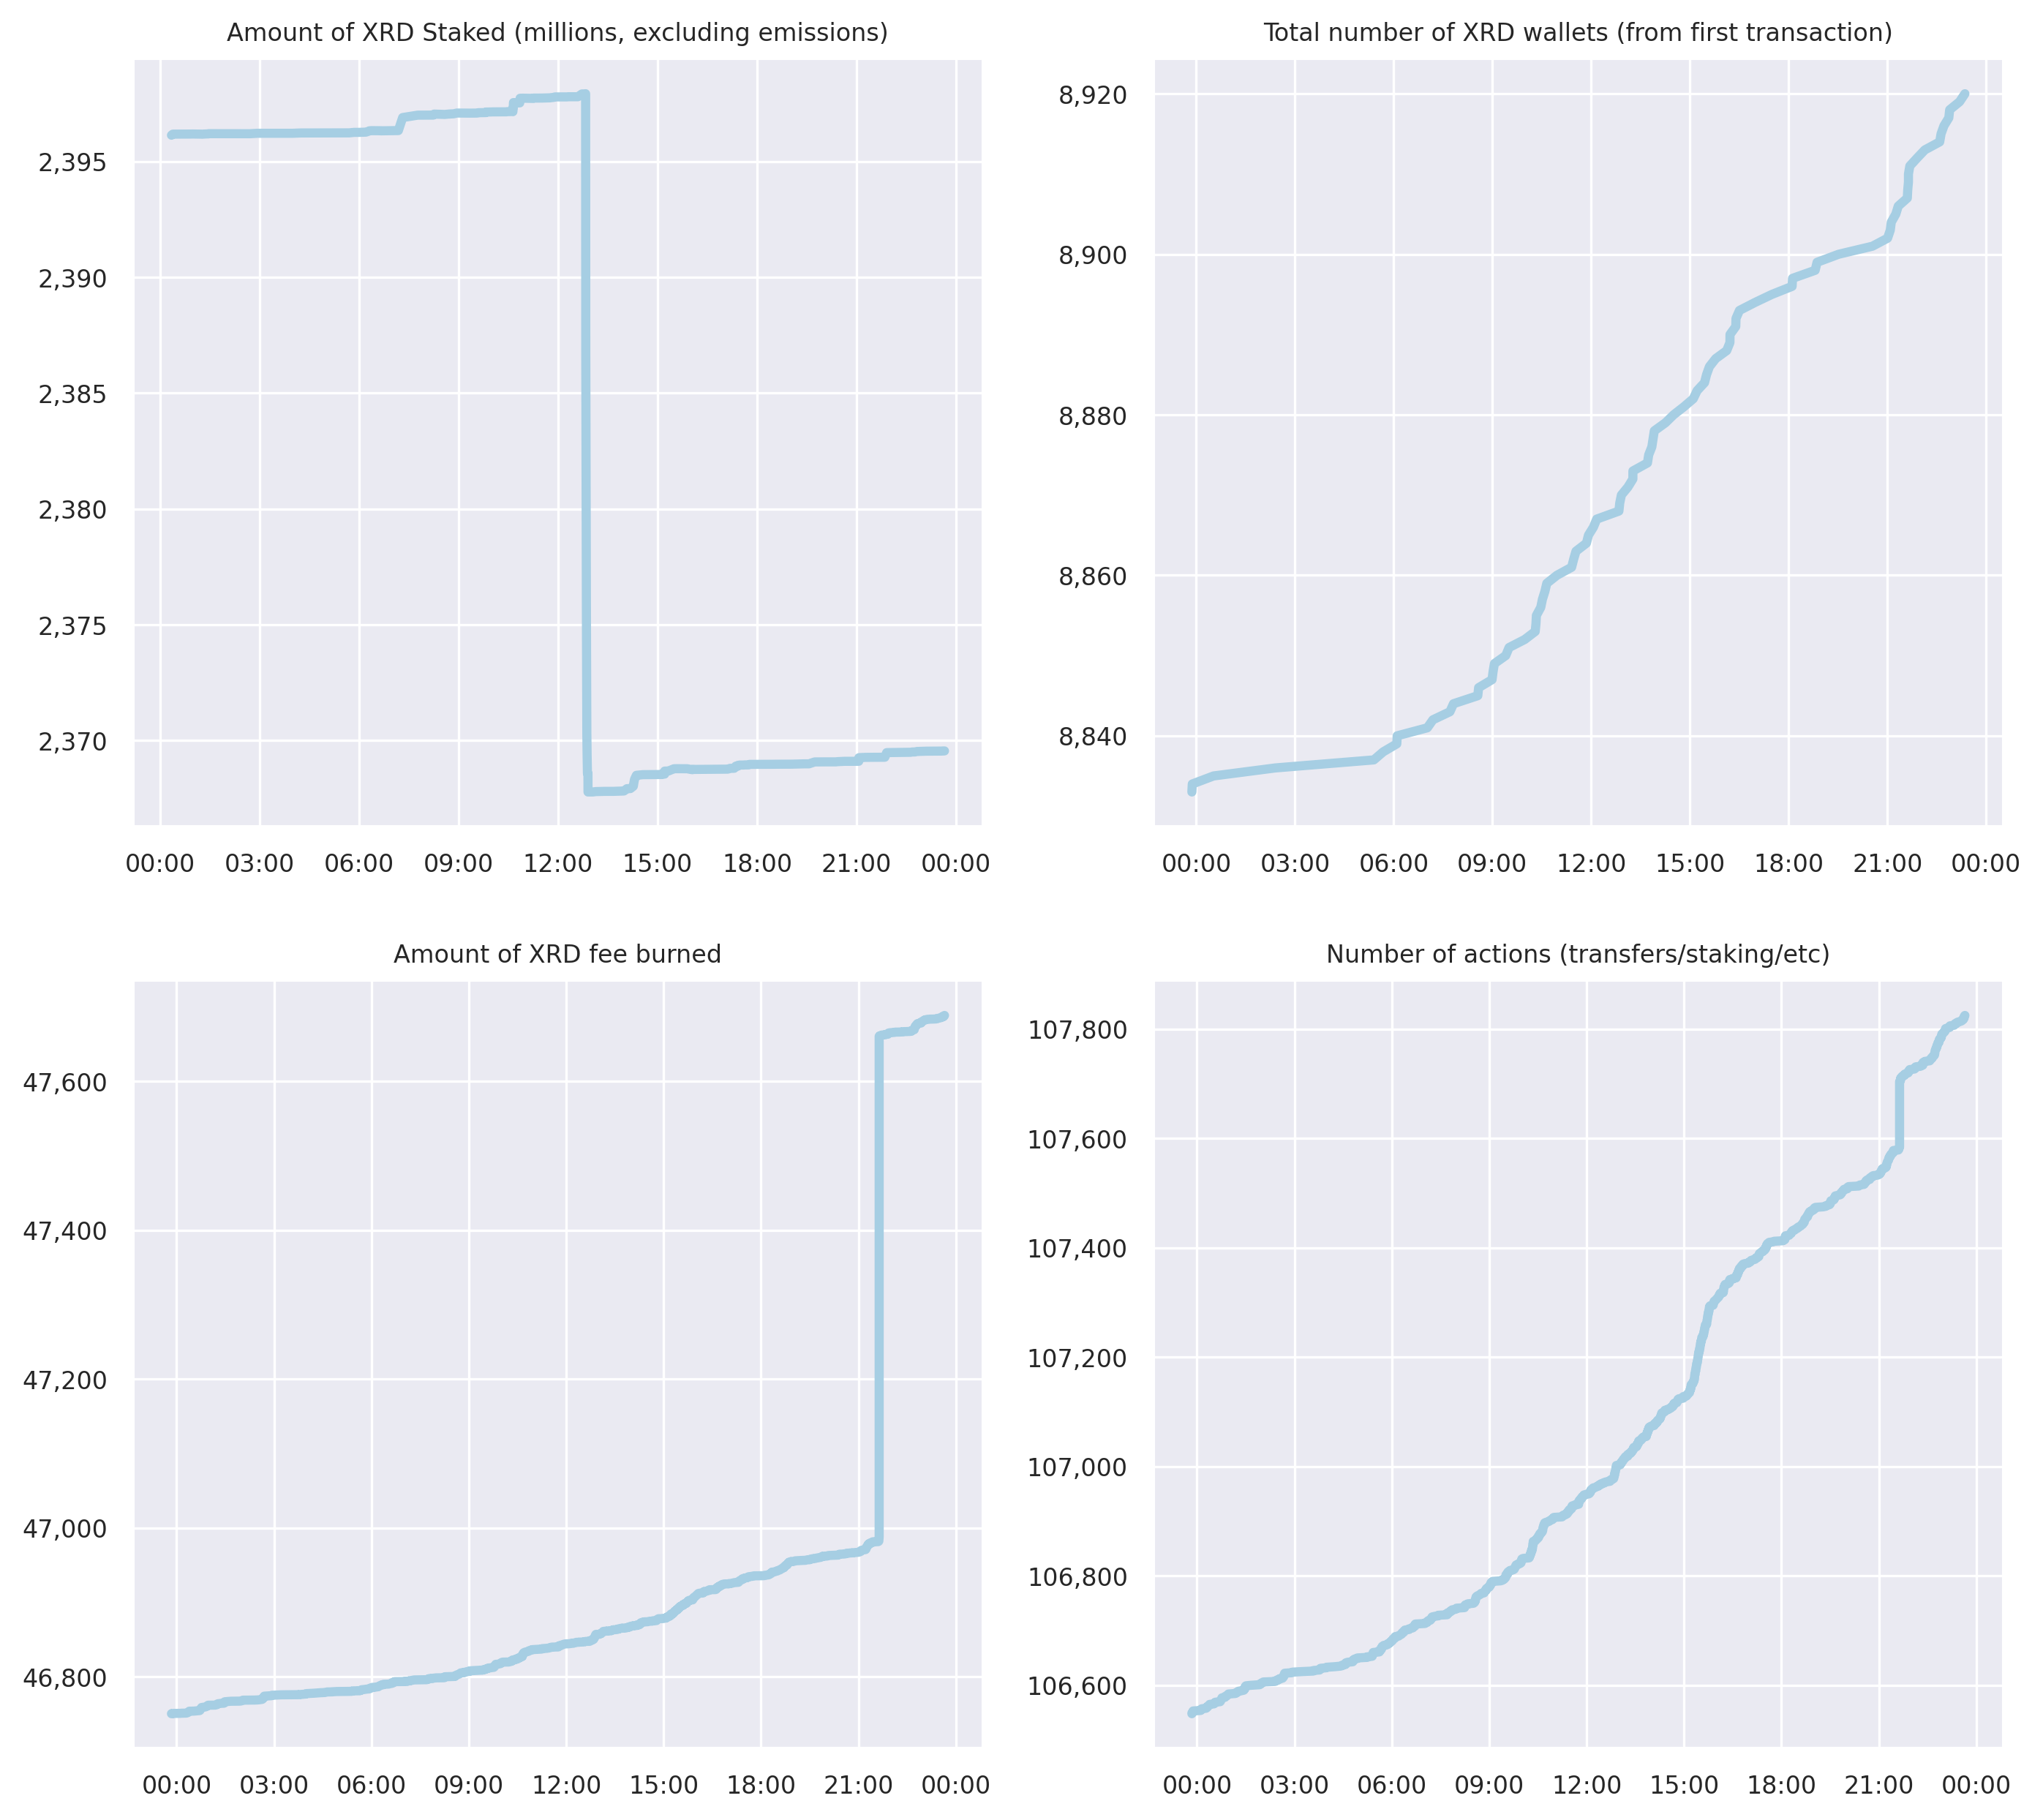 Amount of XRD Staked (millions, excluding emissions)
2,395
2,390
2,385
2,380
2,375
2,370
00:00 03:00 06:00 09:00 12:00 15:00 18:00 21:00 00:00
Total number of XRD wallets (from first transaction)
8,920
8,900
8,880
8,860
8,840
00:00 03:00 06:00 09:00 12:00 15:00 18:00 21:00 00:00
Amount of XRD fee burned
47,600
47,400
47,200
47,000
46,800
00:00 03:00 06:00 09:00 12:00 15:00 18:00 21:00 00:00
Number of actions (transfers/staking/etc)
107,800
107,600
107,400
107,200
107,000
106,800
106,600
00:00 03:00 06:00 09:00 12:00 15:00 18:00 21:00 00:00